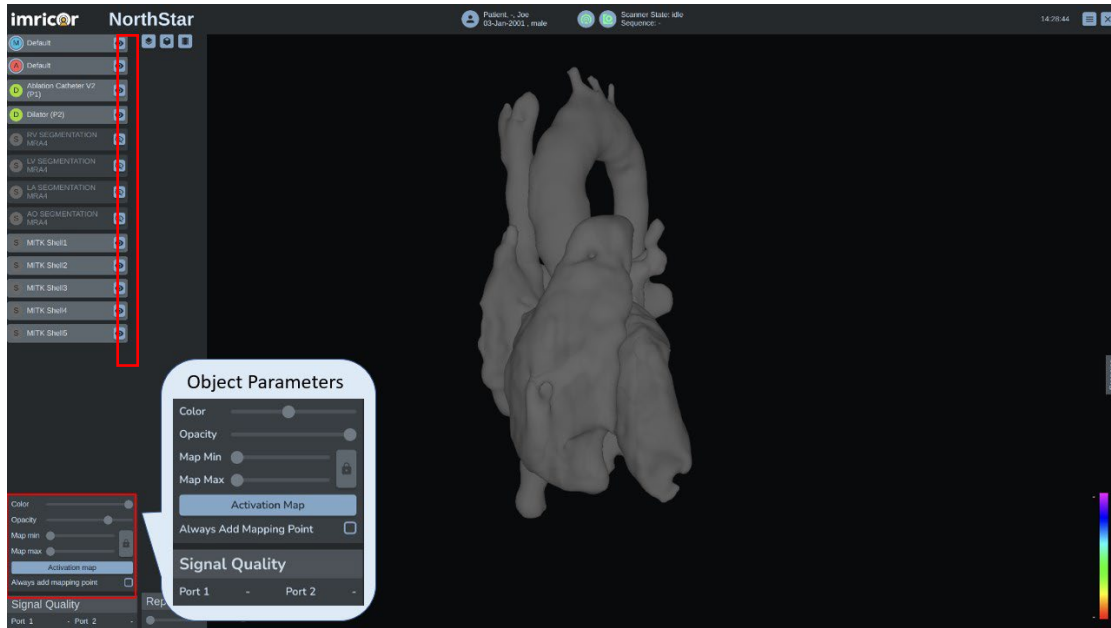 imricor NorthStar
Patient, -, Joe
03-Jan-2001 , male
Scanner State: Idle
Sequence: -
14:28:44
M Default
A Default
D Ablation Catheter V2
(P1)
D Dilator (P2)
S RV SEGMENTATION
MRA4
S LV SEGMENTATION
MRA4
S LA SEGMENTATION
MRA4
S AO SEGMENTATION
MRA4
S MITK Shell1
S MITK Shell2
S MITK Shell3
S MITK Shell4
S MITK Shell5
Object Parameters
Color
Opacity
Map Min
Map Max
Activation Map
Always Add Mapping Point
Signal Quality
Port 1 - Port 2 -
Color
Opacity
Map min
Map max
Activation map
Always add mapping point
Signal Quality
Port 1 - Port 2 -